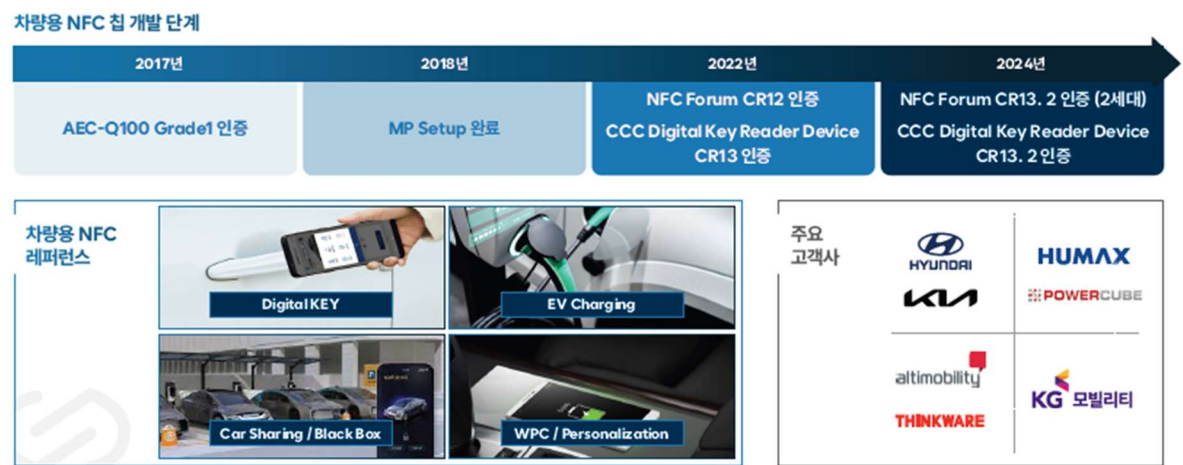 차량용 NFC 칩 개발 단계
2017년
2018년
2022년
2024년
AEC-Q100 Grade1 인증
MP Setup 완료
NFC Forum CR12 인증
CCC Digital Key Reader Device
CR13 인증
NFC Forum CR13. 2 인증 (2세대)
CCC Digital Key Reader Device
CR13. 2 인증
차량용 NFC
레퍼런스
Digital KEY
EV Charging
Car Sharing / Black Box
WPC / Personalization
주요
고객사
HYUNDAI
HUMAX
KIA
POWERCUBE
altimobility
KG 모빌리티
THINKWARE